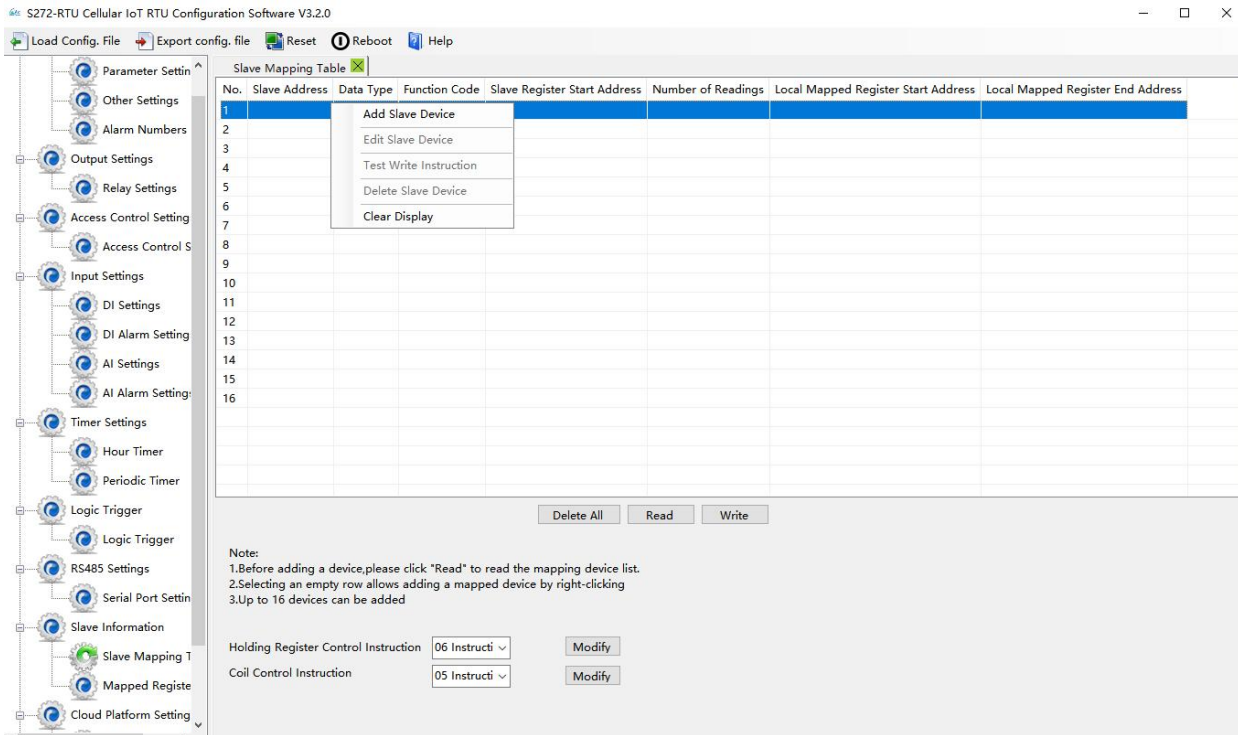 S272-RTU Cellular IoT RTU Configuration Software V3.2.0
Load Config. File Export config. file Reset Reboot Help
Parameter Settin
Other Settings
Alarm Numbers
Output Settings
Relay Settings
Access Control Setting
Access Control S
Input Settings
DI Settings
DI Alarm Setting
AI Settings
AI Alarm Setting
Timer Settings
Hour Timer
Periodic Timer
Logic Trigger
Logic Trigger
RS485 Settings
Serial Port Settin
Slave Information
Slave Mapping T
Mapped Registe
Cloud Platform Setting
Slave Mapping Table
No. Slave Address Data Type Function Code Slave Register Start Address Number of Readings Local Mapped Register Start Address Local Mapped Register End Address
1
2
3
4
5
6
7
8
9
10
11
12
13
14
15
16
Add Slave Device
Edit Slave Device
Test Write Instruction
Delete Slave Device
Clear Display
Delete All Read Write
Note:
1.Before adding a device,please click "Read" to read the mapping device list.
2.Selecting an empty row allows adding a mapped device by right-clicking
3.Up to 16 devices can be added
Holding Register Control Instruction 06 Instructi Modify
Coil Control Instruction 05 Instructi Modify